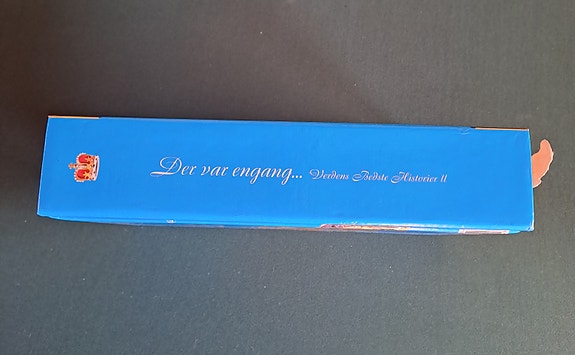 Der var engang... Verdens Bedste Historier II